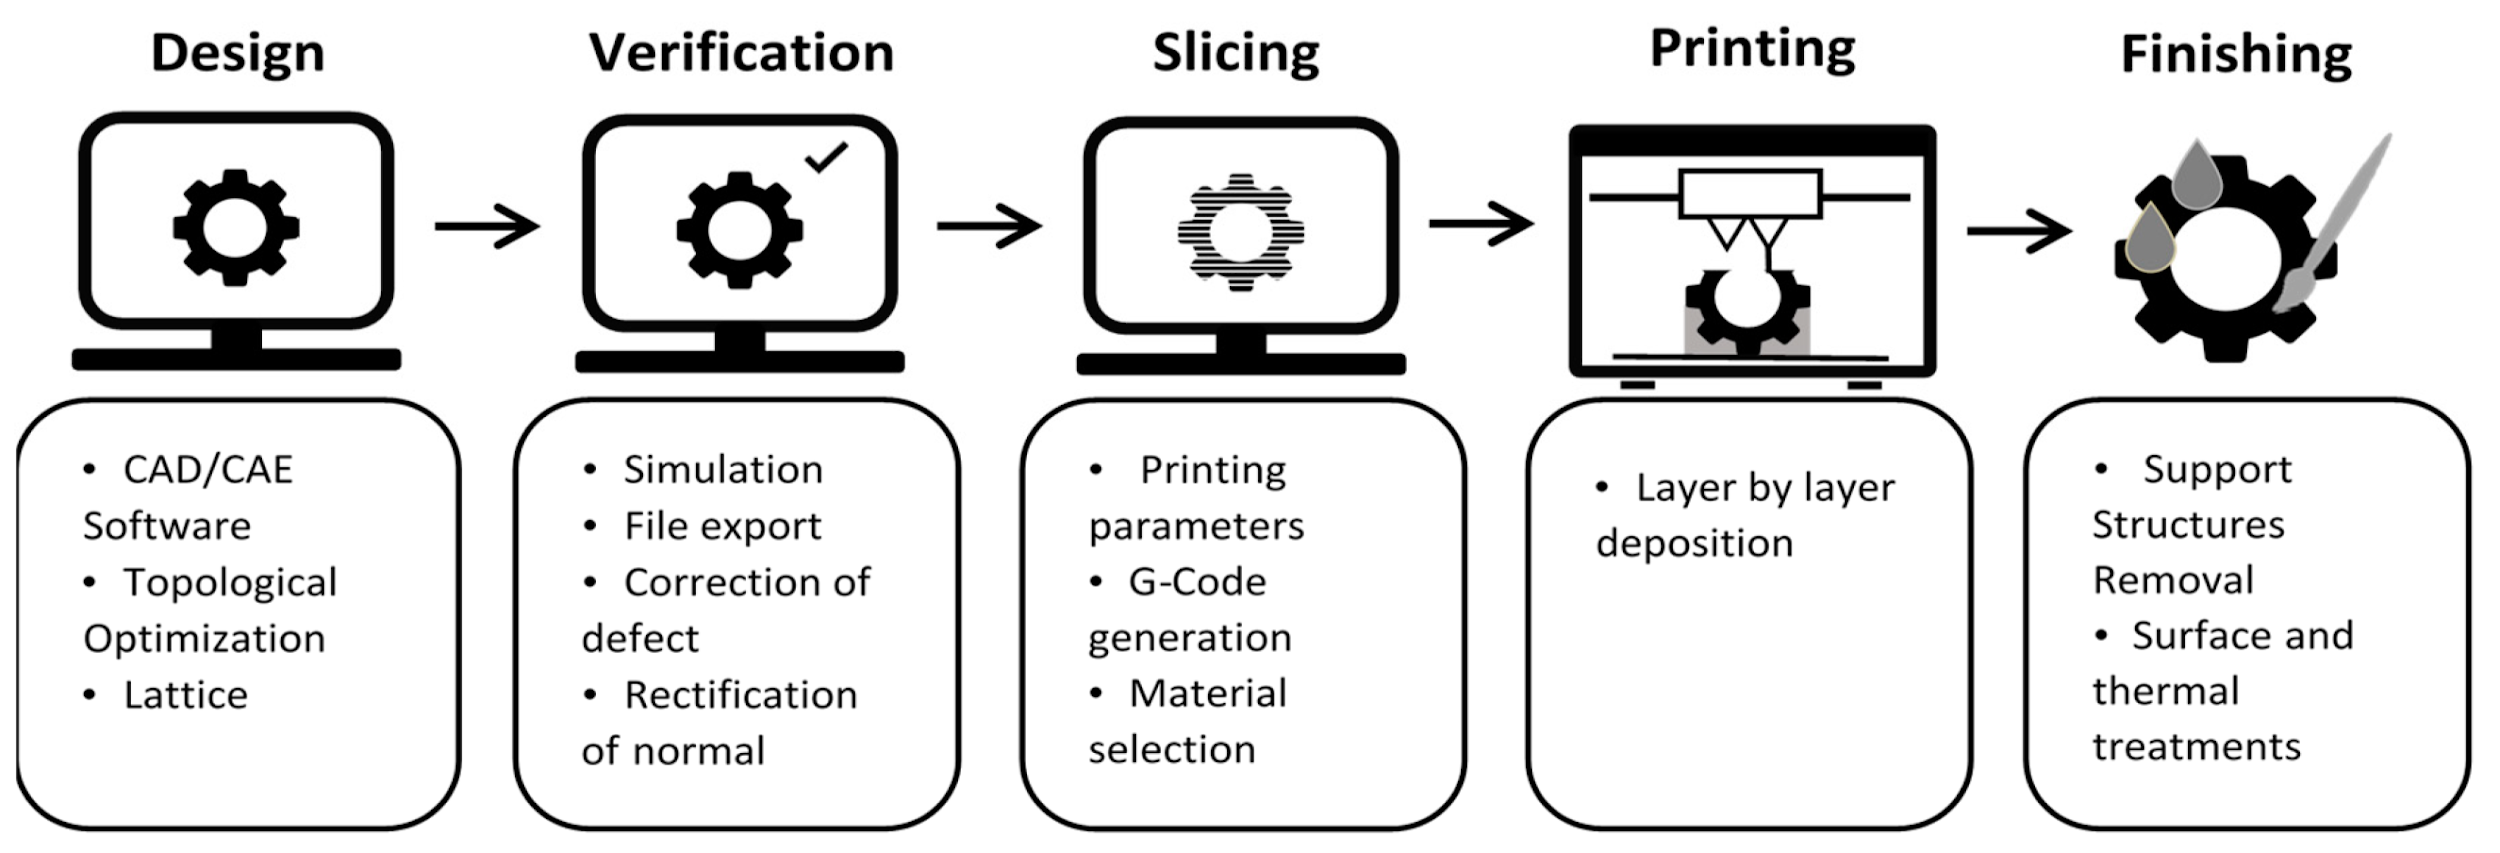 Design
Verification
Slicing
Printing
Finishing
• CAD/CAE
Software
• Topological
Optimization
• Lattice
• Simulation
• File export
• Correction of
defect
• Rectification
of normal
• Printing
parameters
• G-Code
generation
• Material
selection
• Layer by layer
deposition
• Support
Structures
Removal
• Surface and
thermal
treatments